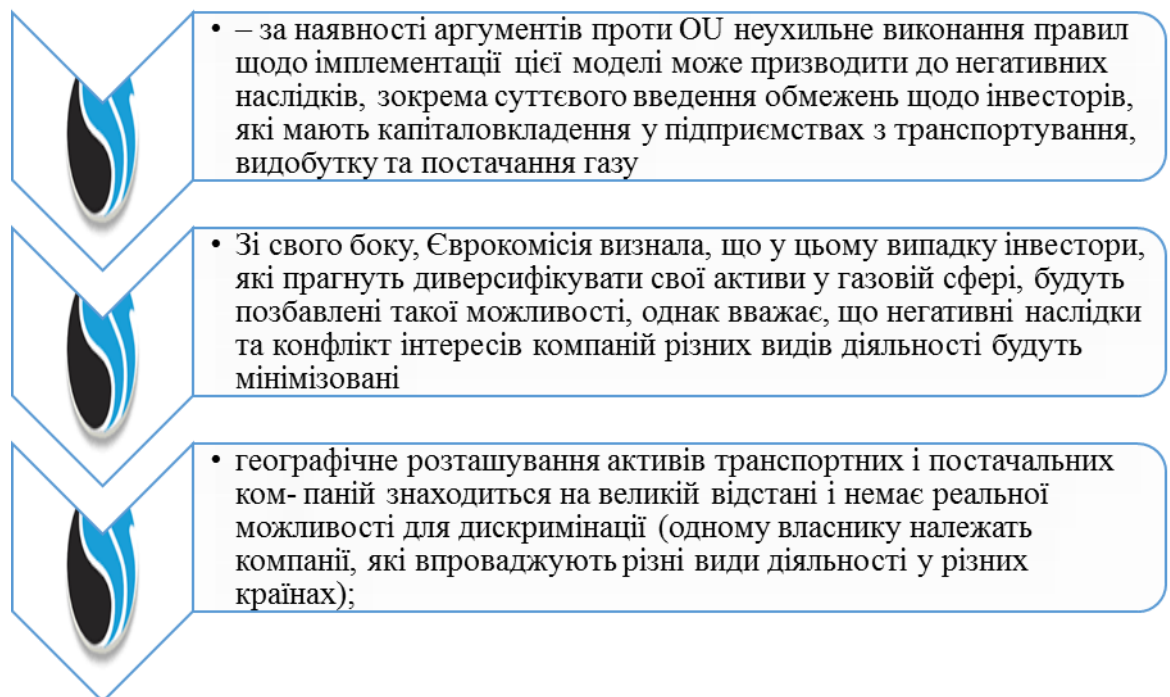 • – за наявності аргументів проти OU неухильне виконання правил
щодо імплементації цієї моделі може призводити до негативних
наслідків, зокрема суттєвого введення обмежень щодо інвесторів,
які мають капіталовкладення у підприємствах з транспортування,
видобутку та постачання газу
• Зі свого боку, Єврокомісія визнала, що у цьому випадку інвестори,
які прагнуть диверсифікувати свої активи у газовій сфері, будуть
позбавлені такої можливості, однак вважає, що негативні наслідки
та конфлікт інтересів компаній різних видів діяльності будуть
мінімізовані
• географічне розташування активів транспортних і постачальних
ком- паній знаходиться на великій відстані і немає реальної
можливості для дискримінації (одному власнику належать
компанії, які впроваджують різні види діяльності у різних
країнах);